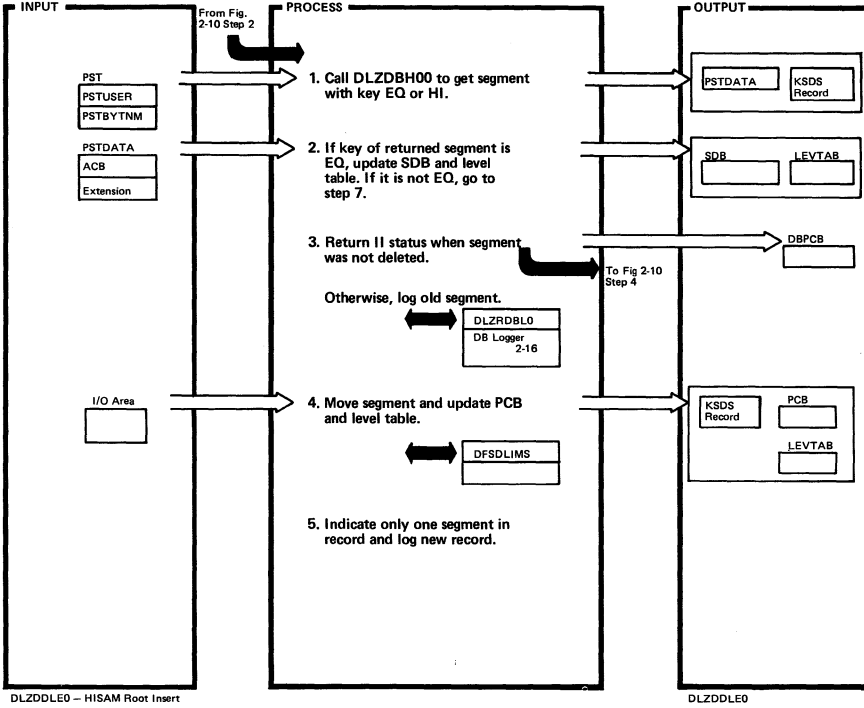 INPUT
PROCESS
OUTPUT
From Fig.
2-10 Step 2
PST
PSTUSER
PSTBYTNM
1. Call DLZDBH00 to get segment
with key EQ or HI.
PSTDATA
KSDS
Record
PSTDATA
ACB
Extension
2. If key of returned segment is
EQ, update SDB and level
table. If it is not EQ, go to
step 7.
SDB
LEVTAB
3. Return II status when segment
was not deleted.
DBPCB
To Fig 2-10
Step 4
Otherwise, log old segment.
DLZRDBL0
DB Logger
2-16
I/O Area
4. Move segment and update PCB
and level table.
KSDS
Record
PCB
LEVTAB
DFSDLIMS
5. Indicate only one segment in
record and log new record.
DLZDDLE0 – HISAM Root Insert
DLZDDLE0